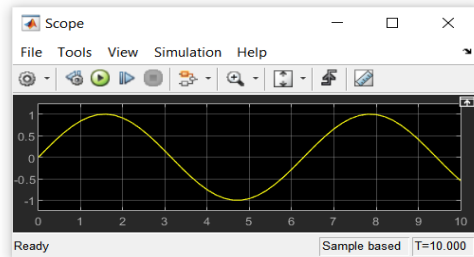 Scope
File Tools View Simulation Help
1
0.5
0
-0.5
-1
0 1 2 3 4 5 6 7 8 9 10
Ready Sample based T=10.000